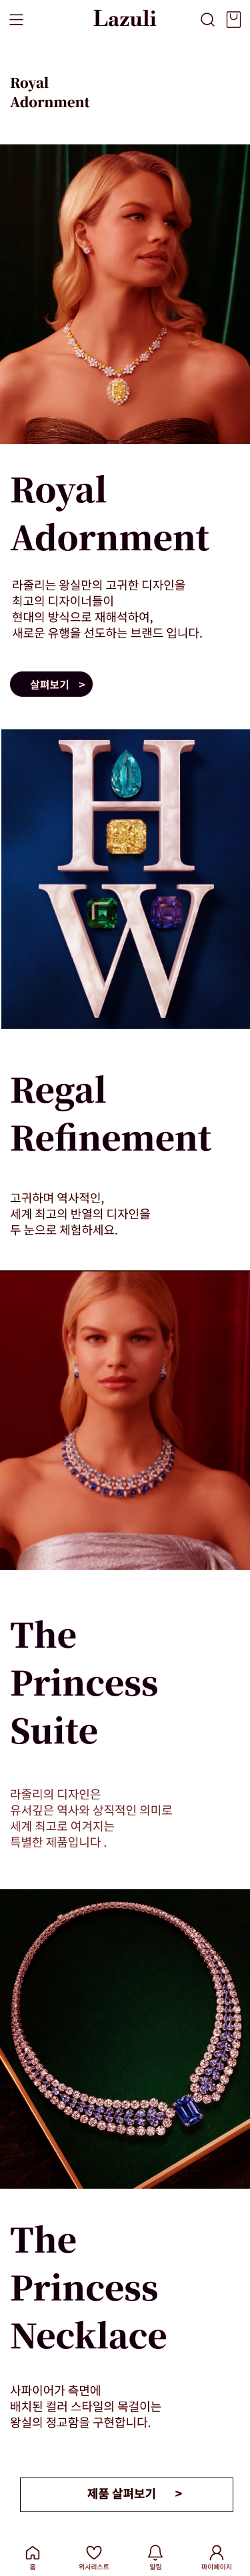 Lazuli
Royal
Adornment
Royal
Adornment
라줄리는 왕실만의 고귀한 디자인을
최고의 디자이너들이
현대의 방식으로 재해석하여,
새로운 유행을 선도하는 브랜드 입니다.
살펴보기 >
H
W
Regal
Refinement
고귀하며 역사적인,
세계 최고의 반열의 디자인을
두 눈으로 체험하세요.
The
Princess
Suite
라줄리의 디자인은
유서깊은 역사와 상직적인 의미로
세계 최고로 여겨지는
특별한 제품입니다 .
The
Princess
Necklace
사파이어가 측면에
배치된 컬러 스타일의 목걸이는
왕실의 정교함을 구현합니다.
제품 살펴보기 >
홈 위시리스트 알림 마이페이지